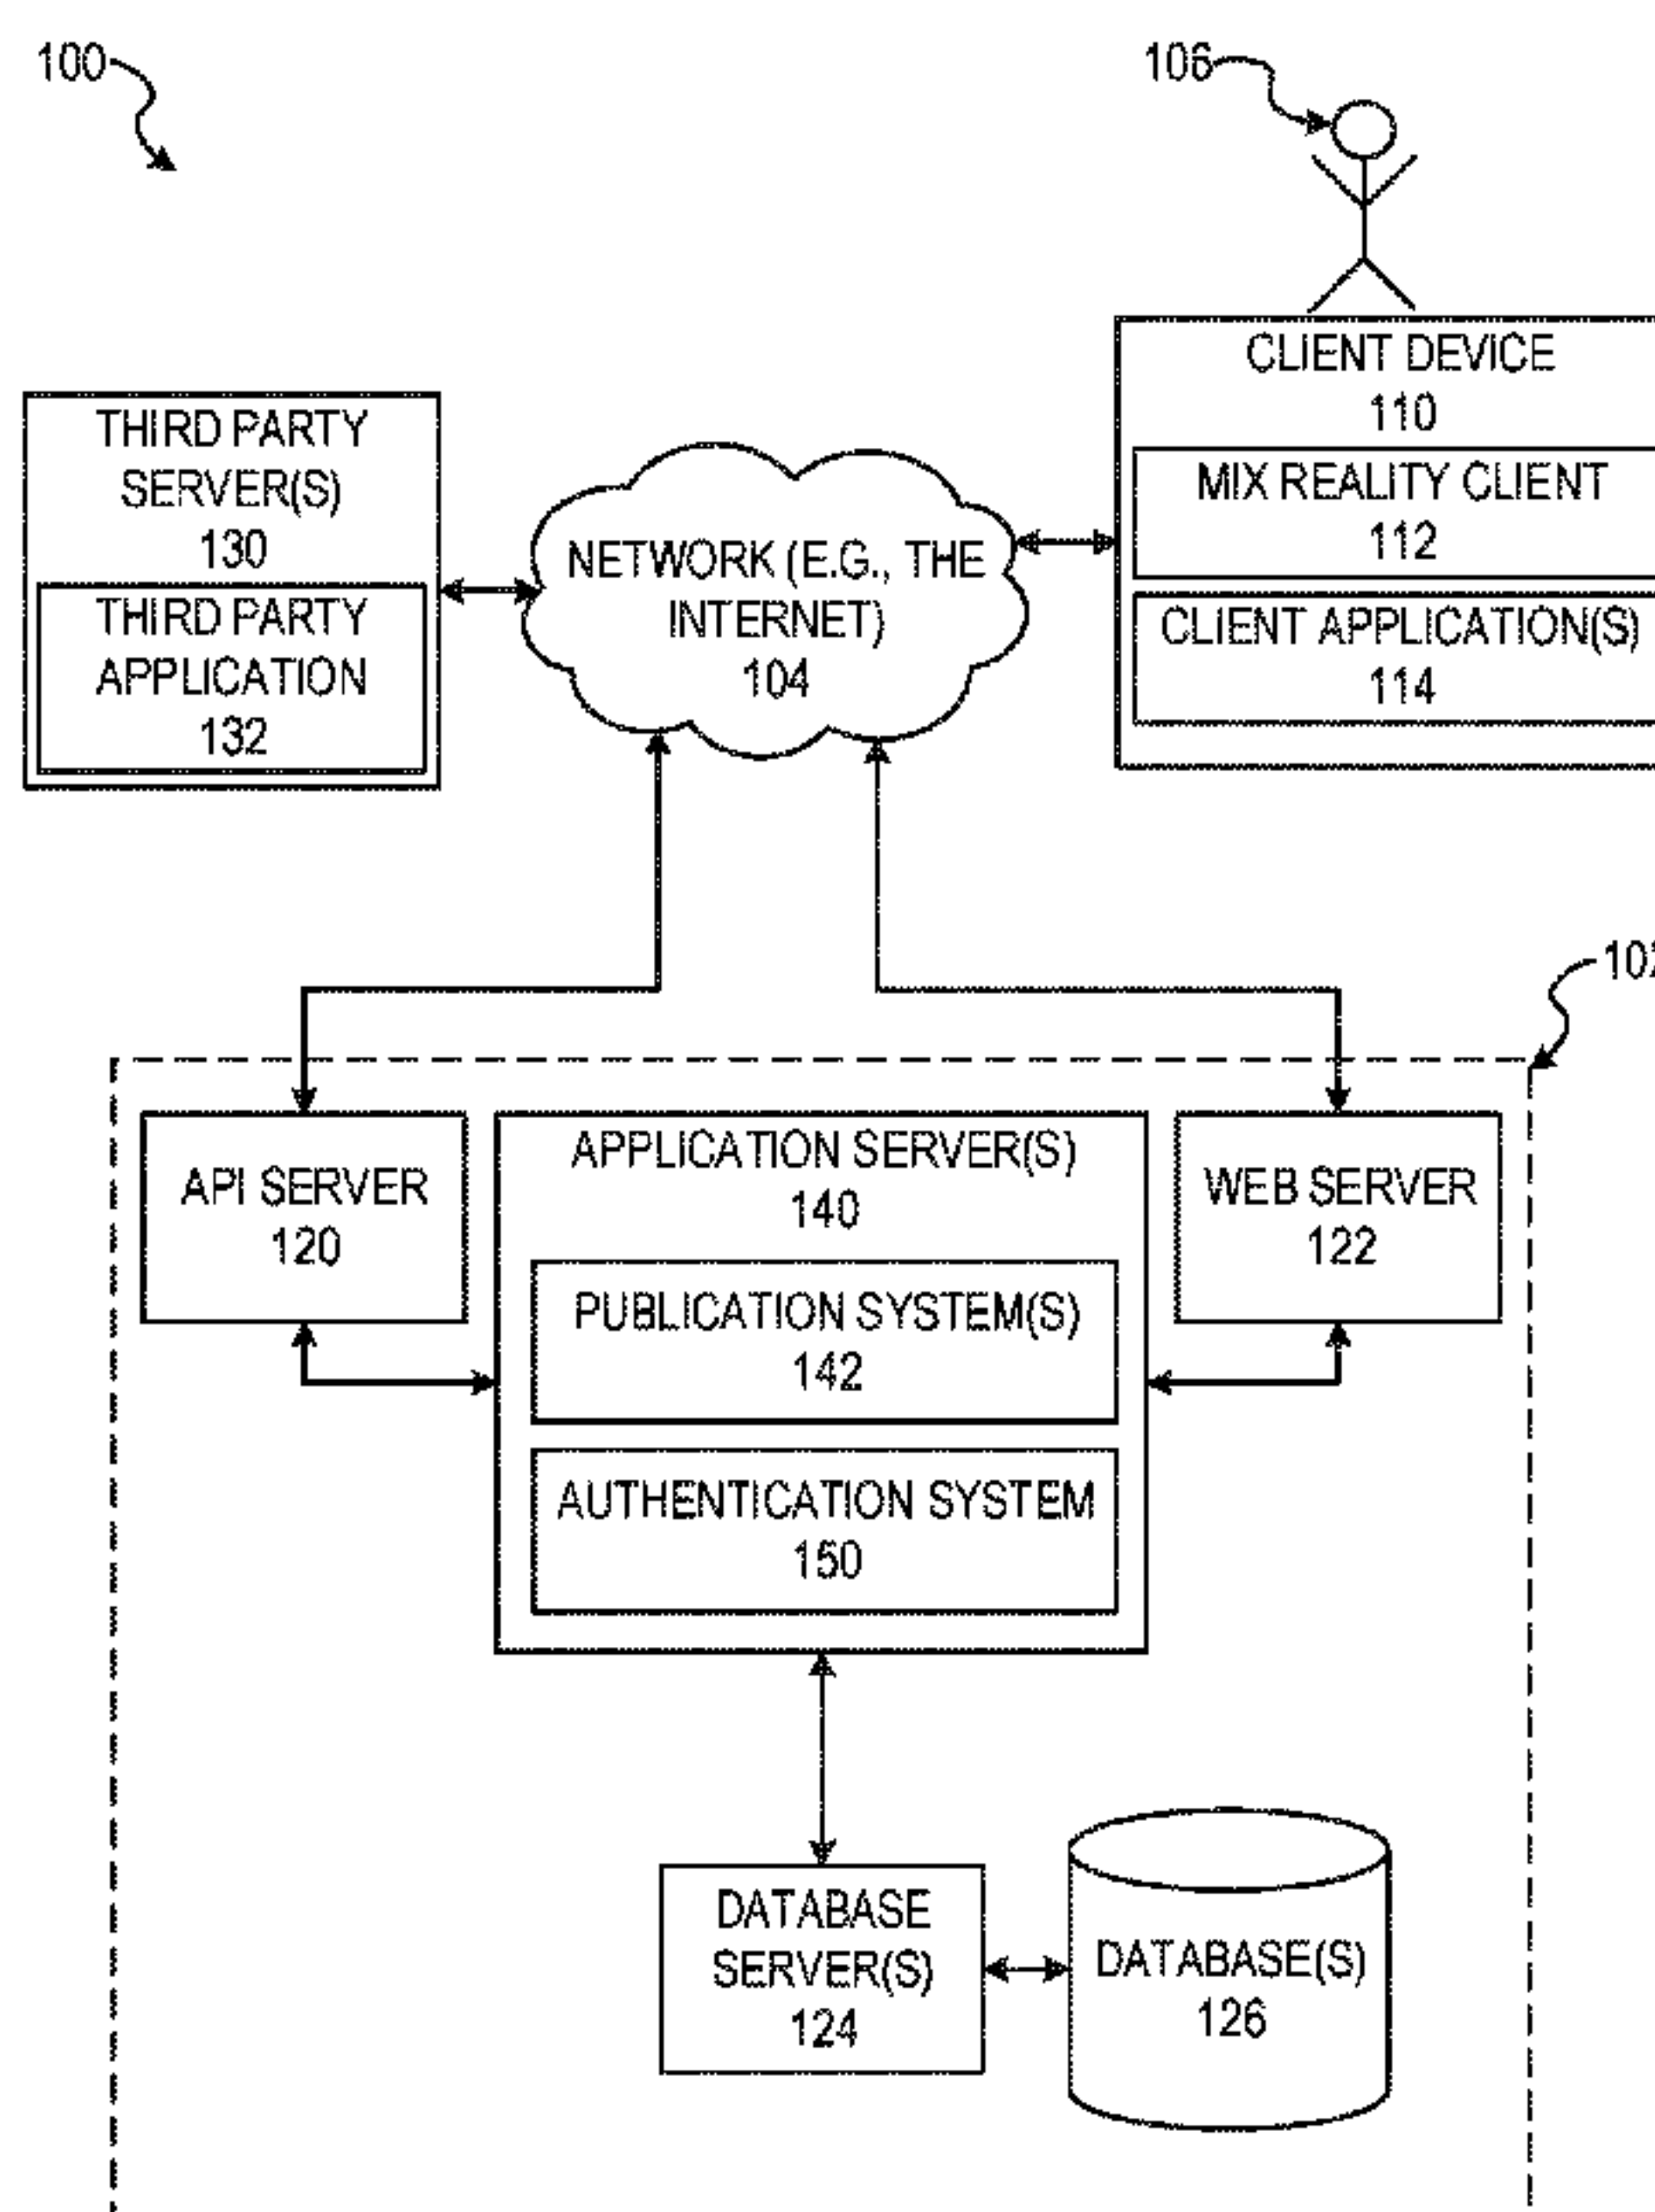 100
106
CLIENT DEVICE
110
MIX REALITY CLIENT
112
CLIENT APPLICATION(S)
114
THIRD PARTY
SERVER(S)
130
THIRD PARTY
APPLICATION
132
NETWORK (E.G., THE
INTERNET)
104
API SERVER
120
APPLICATION SERVER(S)
140
PUBLICATION SYSTEM(S)
142
AUTHENTICATION SYSTEM
150
WEB SERVER
122
DATABASE
SERVER(S)
124
DATABASE(S)
126